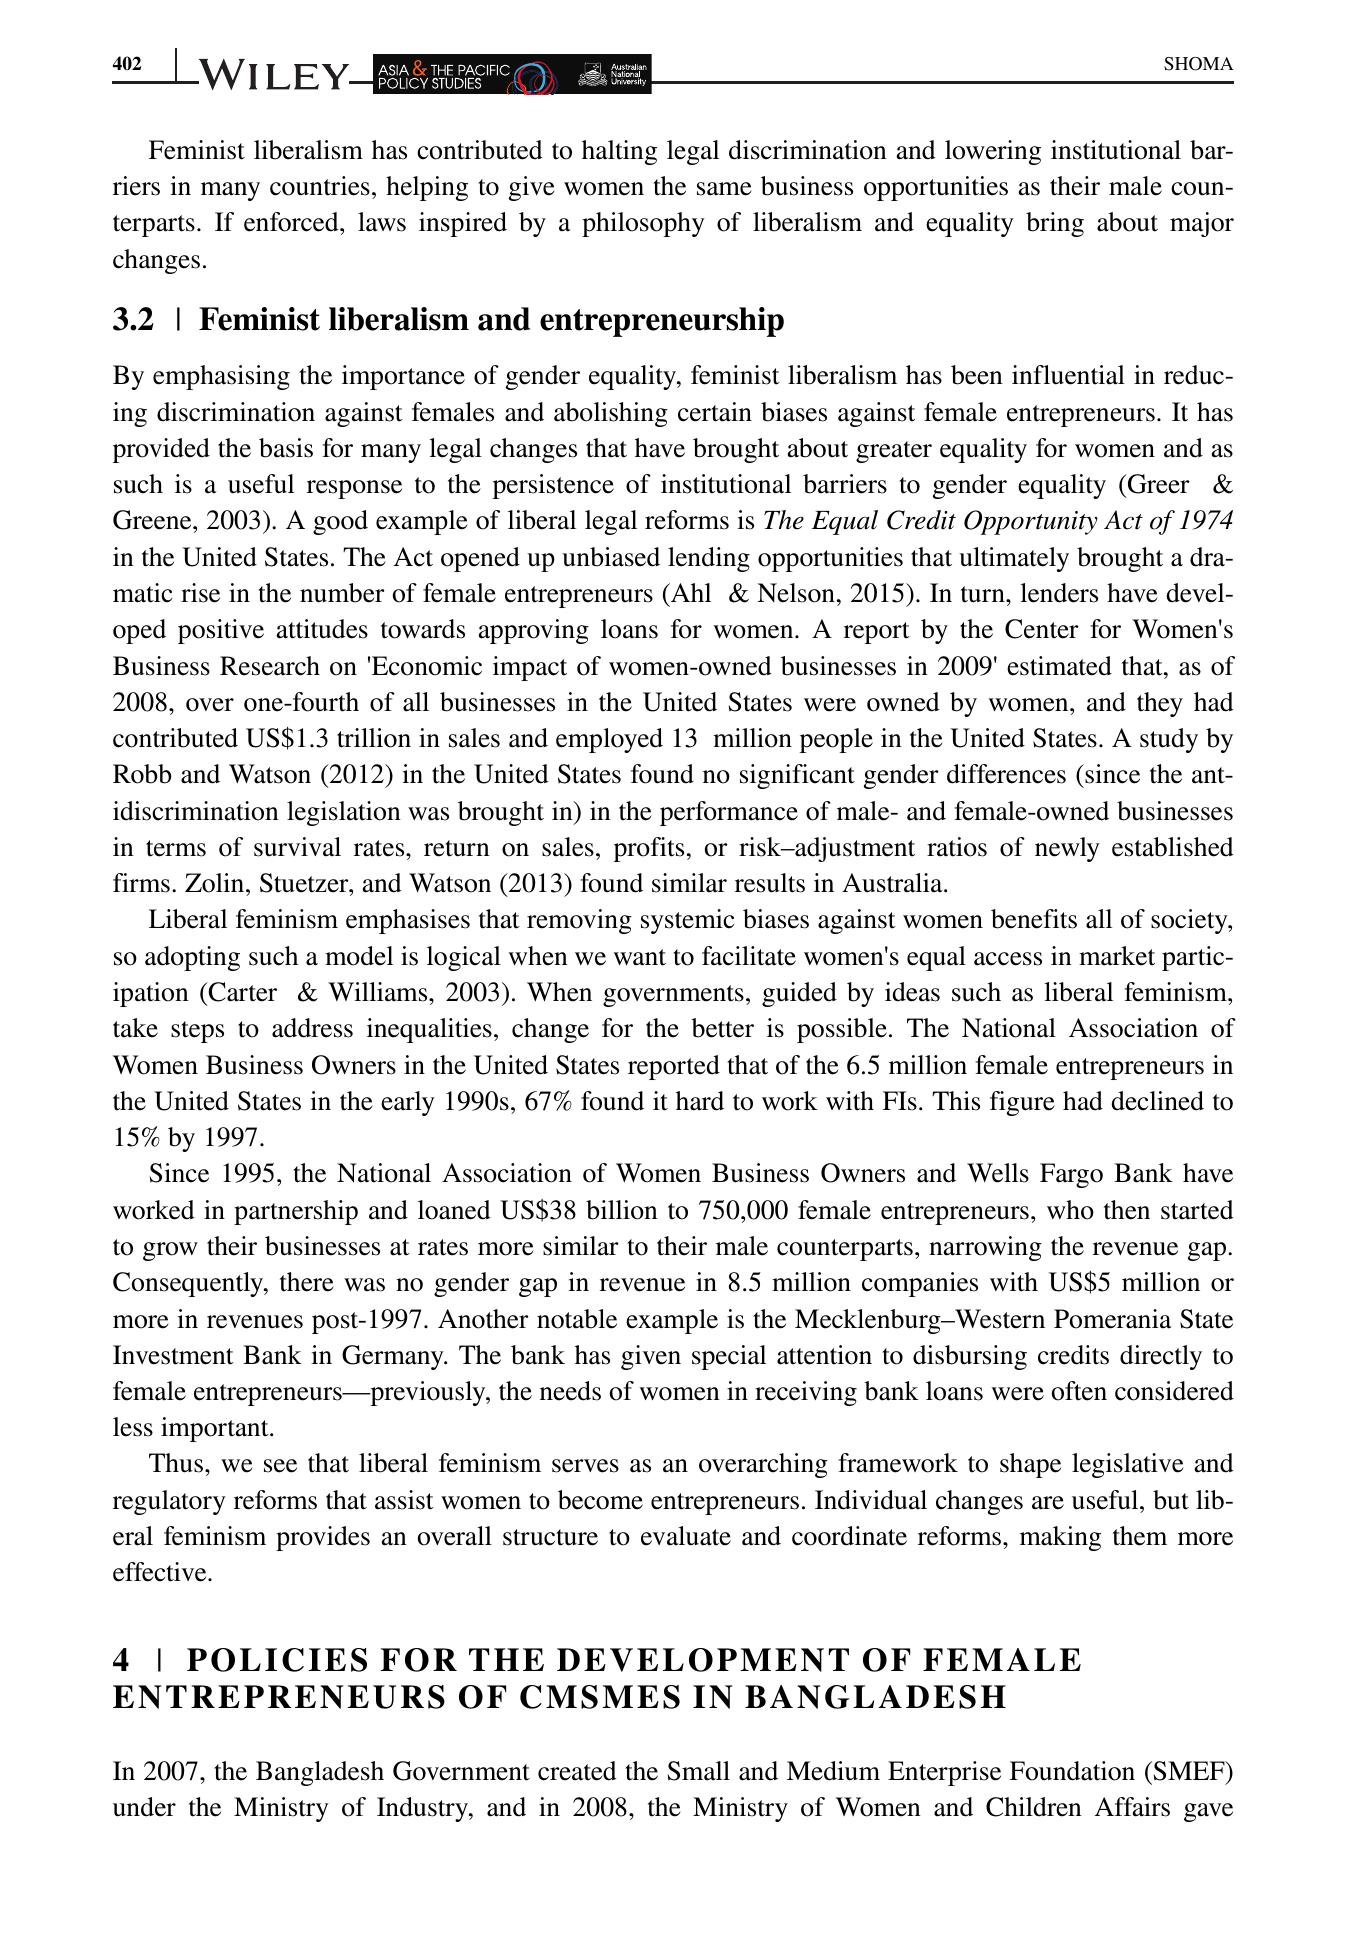 402
WILEY
ASIA & THE PACIFIC
POLICY STUDIES
Australian
National
University
SHOMA
Feminist liberalism has contributed to halting legal discrimination and lowering institutional bar-
riers in many countries, helping to give women the same business opportunities as their male coun-
terparts. If enforced, laws inspired by a philosophy of liberalism and equality bring about major
changes.
3.2 | Feminist liberalism and entrepreneurship
By emphasising the importance of gender equality, feminist liberalism has been influential in reduc-
ing discrimination against females and abolishing certain biases against female entrepreneurs. It has
provided the basis for many legal changes that have brought about greater equality for women and as
such is a useful response to the persistence of institutional barriers to gender equality (Greer & 
Greene, 2003). A good example of liberal legal reforms is The Equal Credit Opportunity Act of 1974
in the United States. The Act opened up unbiased lending opportunities that ultimately brought a dra-
matic rise in the number of female entrepreneurs (Ahl & Nelson, 2015). In turn, lenders have devel-
oped positive attitudes towards approving loans for women. A report by the Center for Women's
Business Research on 'Economic impact of women-owned businesses in 2009' estimated that, as of
2008, over one-fourth of all businesses in the United States were owned by women, and they had
contributed US$1.3 trillion in sales and employed 13 million people in the United States. A study by
Robb and Watson (2012) in the United States found no significant gender differences (since the ant-
idiscrimination legislation was brought in) in the performance of male- and female-owned businesses
in terms of survival rates, return on sales, profits, or risk–adjustment ratios of newly established
firms. Zolin, Stuetzer, and Watson (2013) found similar results in Australia.
Liberal feminism emphasises that removing systemic biases against women benefits all of society,
so adopting such a model is logical when we want to facilitate women's equal access in market partic-
ipation (Carter & Williams, 2003). When governments, guided by ideas such as liberal feminism,
take steps to address inequalities, change for the better is possible. The National Association of
Women Business Owners in the United States reported that of the 6.5 million female entrepreneurs in
the United States in the early 1990s, 67% found it hard to work with FIs. This figure had declined to
15% by 1997.
Since 1995, the National Association of Women Business Owners and Wells Fargo Bank have
worked in partnership and loaned US$38 billion to 750,000 female entrepreneurs, who then started
to grow their businesses at rates more similar to their male counterparts, narrowing the revenue gap.
Consequently, there was no gender gap in revenue in 8.5 million companies with US$5 million or
more in revenues post-1997. Another notable example is the Mecklenburg–Western Pomerania State
Investment Bank in Germany. The bank has given special attention to disbursing credits directly to
female entrepreneurs—previously, the needs of women in receiving bank loans were often considered
less important.
Thus, we see that liberal feminism serves as an overarching framework to shape legislative and
regulatory reforms that assist women to become entrepreneurs. Individual changes are useful, but lib-
eral feminism provides an overall structure to evaluate and coordinate reforms, making them more
effective.
4 | POLICIES FOR THE DEVELOPMENT OF FEMALE
ENTREPRENEURS OF CMSMES IN BANGLADESH
In 2007, the Bangladesh Government created the Small and Medium Enterprise Foundation (SMEF)
under the Ministry of Industry, and in 2008, the Ministry of Women and Children Affairs gave